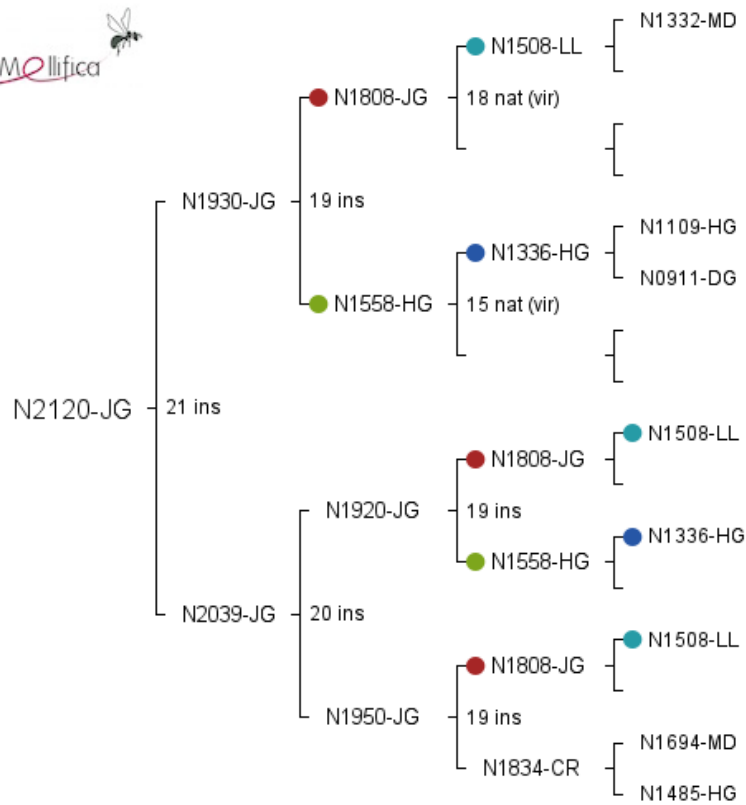 N1332-MD
Mellifica
N1508-LL
N1808-JG
18 nat (vir)
N1930-JG
19 ins
N1109-HG
N1336-HG
N0911-DG
N1558-HG
15 nat (vir)
N2120-JG
21 ins
N1508-LL
N1808-JG
N1920-JG
19 ins
N1336-HG
N1558-HG
N2039-JG
20 ins
N1508-LL
N1808-JG
N1950-JG
19 ins
N1694-MD
N1834-CR
N1485-HG